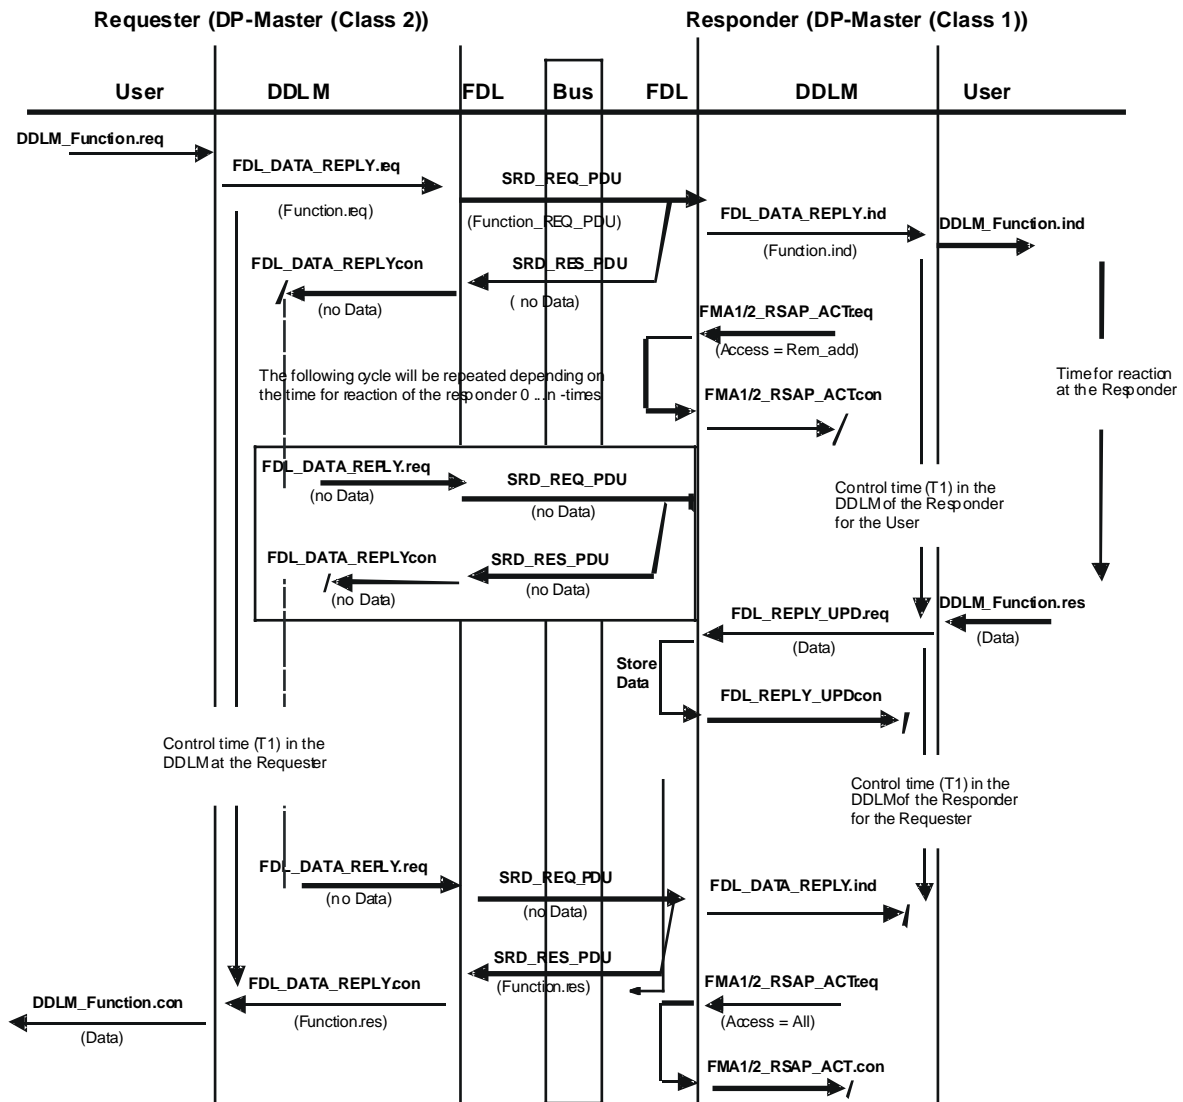 Requester (DP-Master (Class 2))
Responder (DP-Master (Class 1))
User
DDLM
FDL
Bus
FDL
DDLM
User
DDLM_Function.req
FDL_DATA_REPLY.req
(Function.req)
SRD_REQ_PDU
(Function_REQ_PDU)
FDL_DATA_REPLY.ind
(Function.ind)
DDLM_Function.ind
SRD_RES_PDU
( no Data)
FDL_DATA_REPLYcon
(no Data)
FMA1/2_RSAP_ACT.req
(Access = Rem_add)
The following cycle will be repeated depending on
the time for reaction of the responder 0 ...n -times
FMA1/2_RSAP_ACT.con
Time for reaction
at the Responder
FDL_DATA_REPLY.req
(no Data)
SRD_REQ_PDU
(no Data)
Control time (T1) in the
DDLM of the Responder
for the User
FDL_DATA_REPLYcon
(no Data)
SRD_RES_PDU
(no Data)
DDLM_Function.res
(Data)
FDL_REPLY_UPD.req
(Data)
Store
Data
FDL_REPLY_UPDcon
Control time (T1) in the
DDLM at the Requester
Control time (T1) in the
DDLM of the Responder
for the Requester
FDL_DATA_REPLY.req
(no Data)
SRD_REQ_PDU
(no Data)
FDL_DATA_REPLY.ind
SRD_RES_PDU
(Function.res)
FDL_DATA_REPLY.con
(Function.res)
DDLM_Function.con
(Data)
FMA1/2_RSAP_ACT.req
(Access = All)
FMA1/2_RSAP_ACT.con